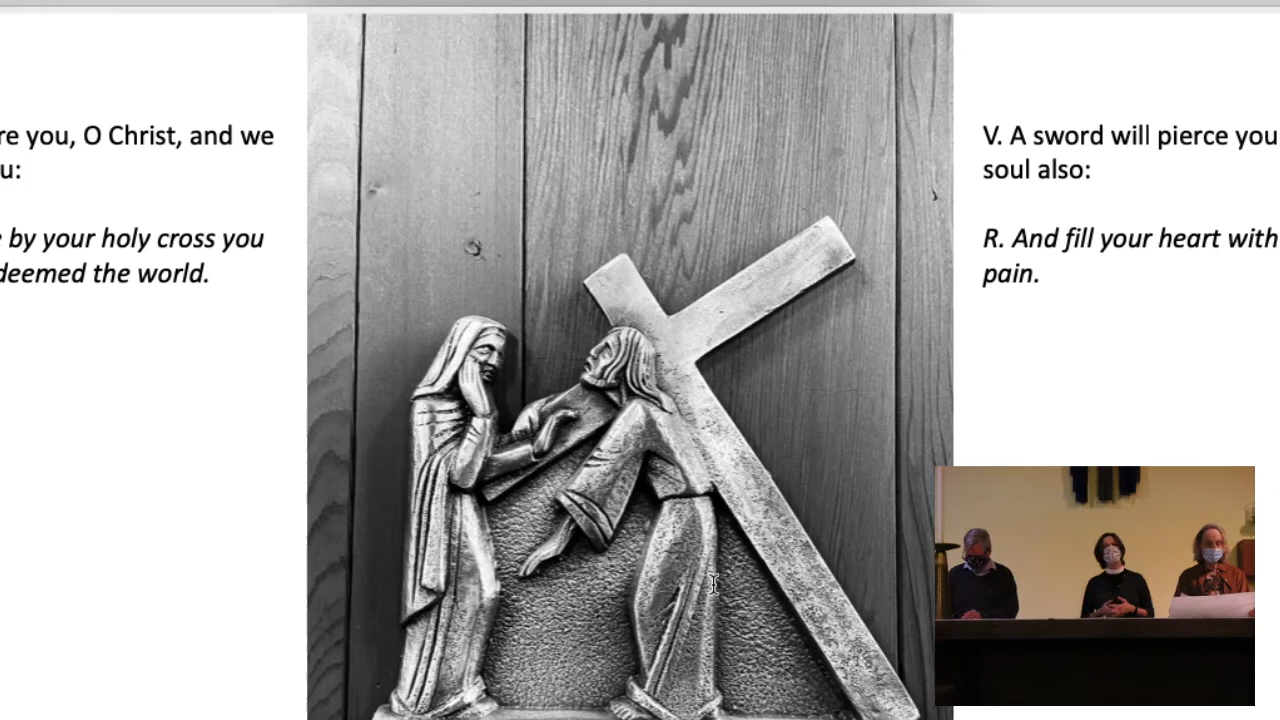 re you, O Christ, and we
u:
by your holy cross you
deemed the world.
V. A sword will pierce you
soul also:
R. And fill your heart with
pain.